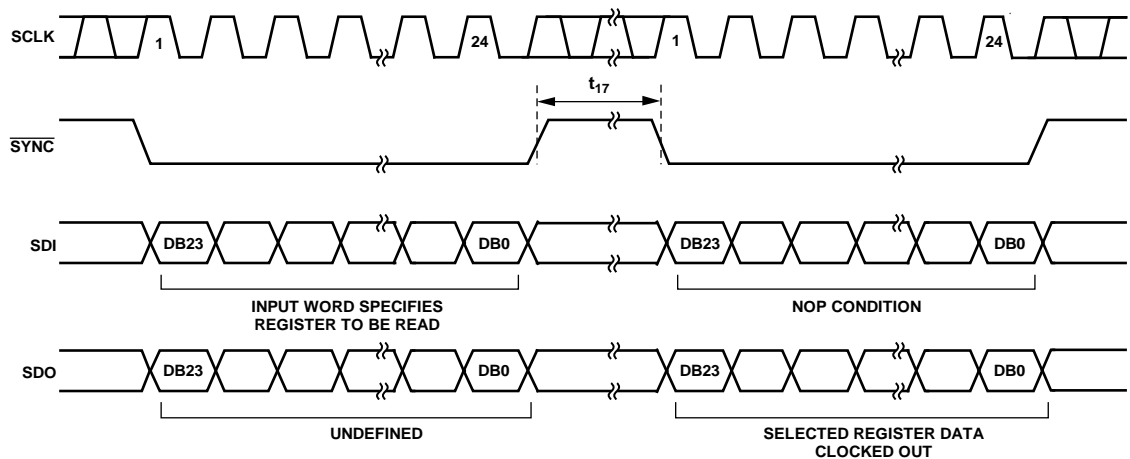 SCLK
1
24
1
24
t17
SYNC
SDI
DB23
DB0
DB23
DB0
INPUT WORD SPECIFIES
REGISTER TO BE READ
NOP CONDITION
SDO
DB23
DB0
DB23
DB0
UNDEFINED
SELECTED REGISTER DATA
CLOCKED OUT